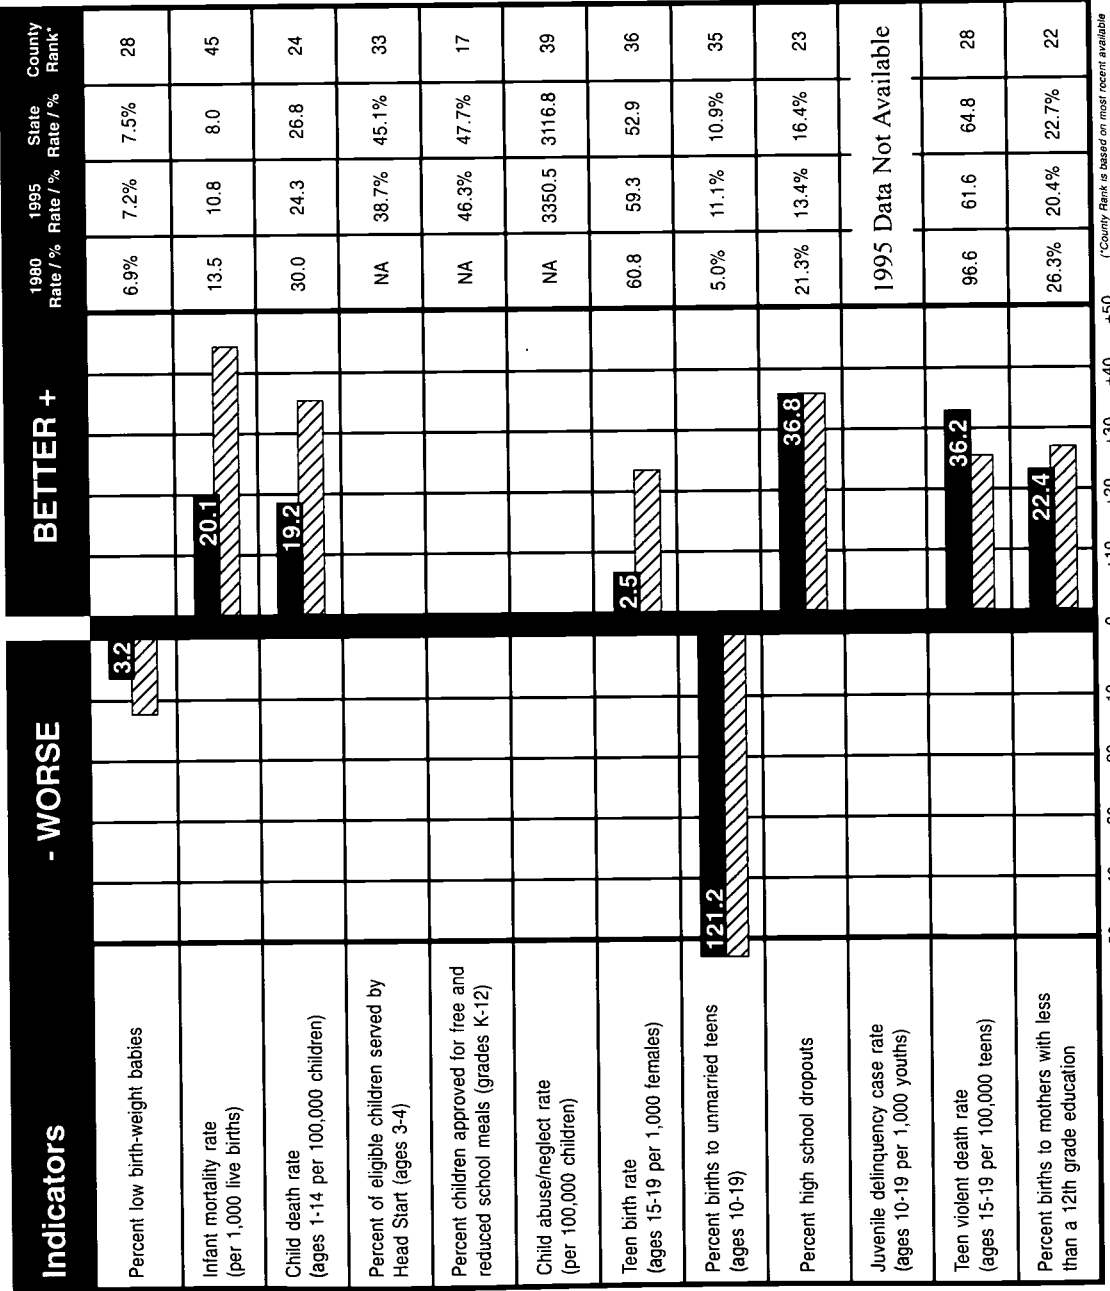 Indicators - WORSE BETTER + 1980 Rate / % 1995 Rate / % State Rate / % County Rank*
Percent low birth-weight babies 3.2 6.9% 7.2% 7.5% 28
Infant mortality rate
(per 1,000 live births) 20.1 13.5 10.8 8.0 45
Child death rate
(ages 1-14 per 100,000 children) 19.2 30.0 24.3 26.8 24
Percent of eligible children served by
Head Start (ages 3-4) NA 38.7% 45.1% 33
Percent children approved for free and
reduced school meals (grades K-12) NA 46.3% 47.7% 17
Child abuse/neglect rate
(per 100,000 children) NA 3350.5 3116.8 39
Teen birth rate
(ages 15-19 per 1,000 females) 2.5 60.8 59.3 52.9 36
Percent births to unmarried teens
(ages 10-19) 121.2 5.0% 11.1% 10.9% 35
Percent high school dropouts 36.8 21.3% 13.4% 16.4% 23
Juvenile delinquency case rate
(ages 10-19 per 1,000 youths) 1995 Data Not Available
Teen violent death rate
(ages 15-19 per 100,000 teens) 36.2 96.6 61.6 64.8 28
Percent births to mothers with less
than a 12th grade education 22.4 26.3% 20.4% 22.7% 22
(*County Rank is based on most recent available